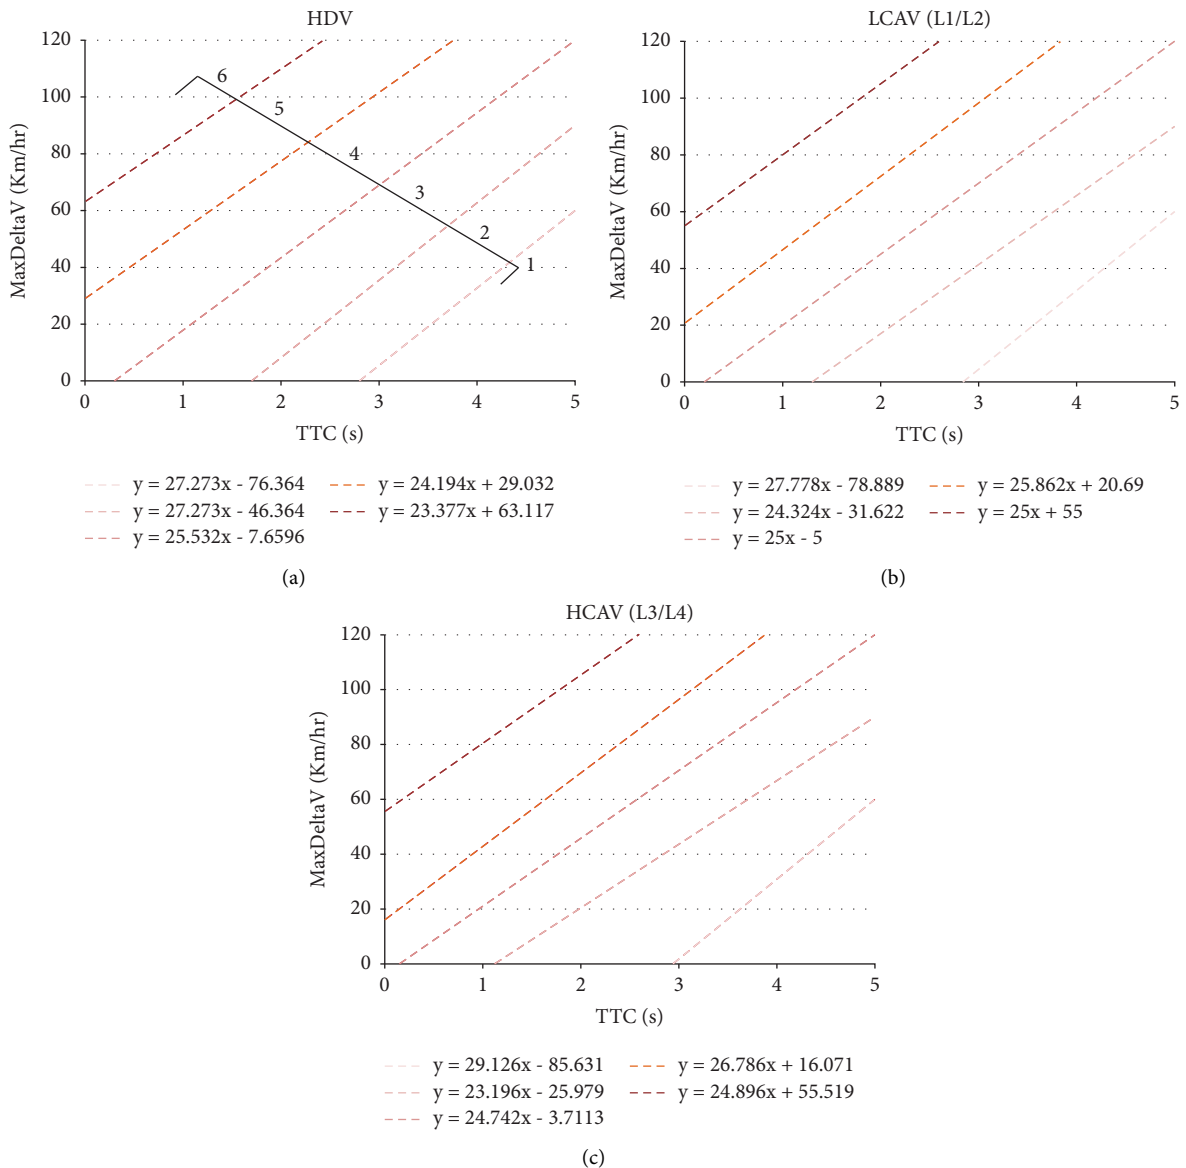 HDV
120
100
80
60
40
20
0
MaxDeltaV (Km/hr)
6
5
4
3
2
1
0 1 2 3 4 5
TTC (s)
y = 27.273x - 76.364 y = 24.194x + 29.032
y = 27.273x - 46.364 y = 23.377x + 63.117
y = 25.532x - 7.6596
(a)
LCAV (L1/L2)
120
100
80
60
40
20
0
MaxDeltaV (Km/hr)
0 1 2 3 4 5
TTC (s)
y = 27.778x - 78.889 y = 25.862x + 20.69
y = 24.324x - 31.622 y = 25x + 55
y = 25x - 5
(b)
HCAV (L3/L4)
120
100
80
60
40
20
0
MaxDeltaV (Km/hr)
0 1 2 3 4 5
TTC (s)
y = 29.126x - 85.631 y = 26.786x + 16.071
y = 23.196x - 25.979 y = 24.896x + 55.519
y = 24.742x - 3.7113
(c)